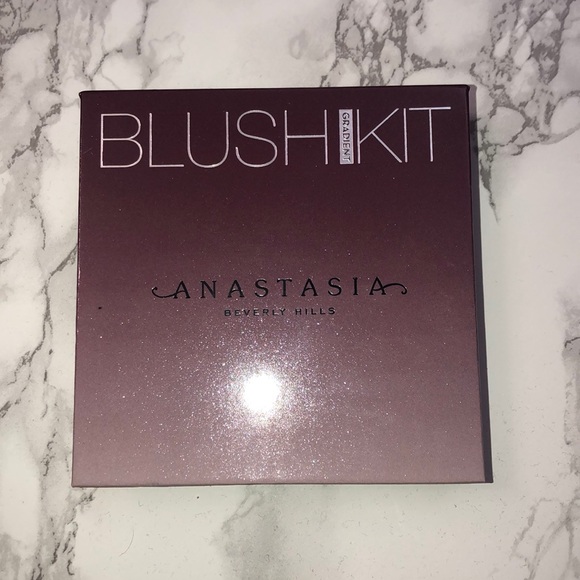 BLUSH GRADIENT KIT
ANASTASIA
BEVERLY HILLS